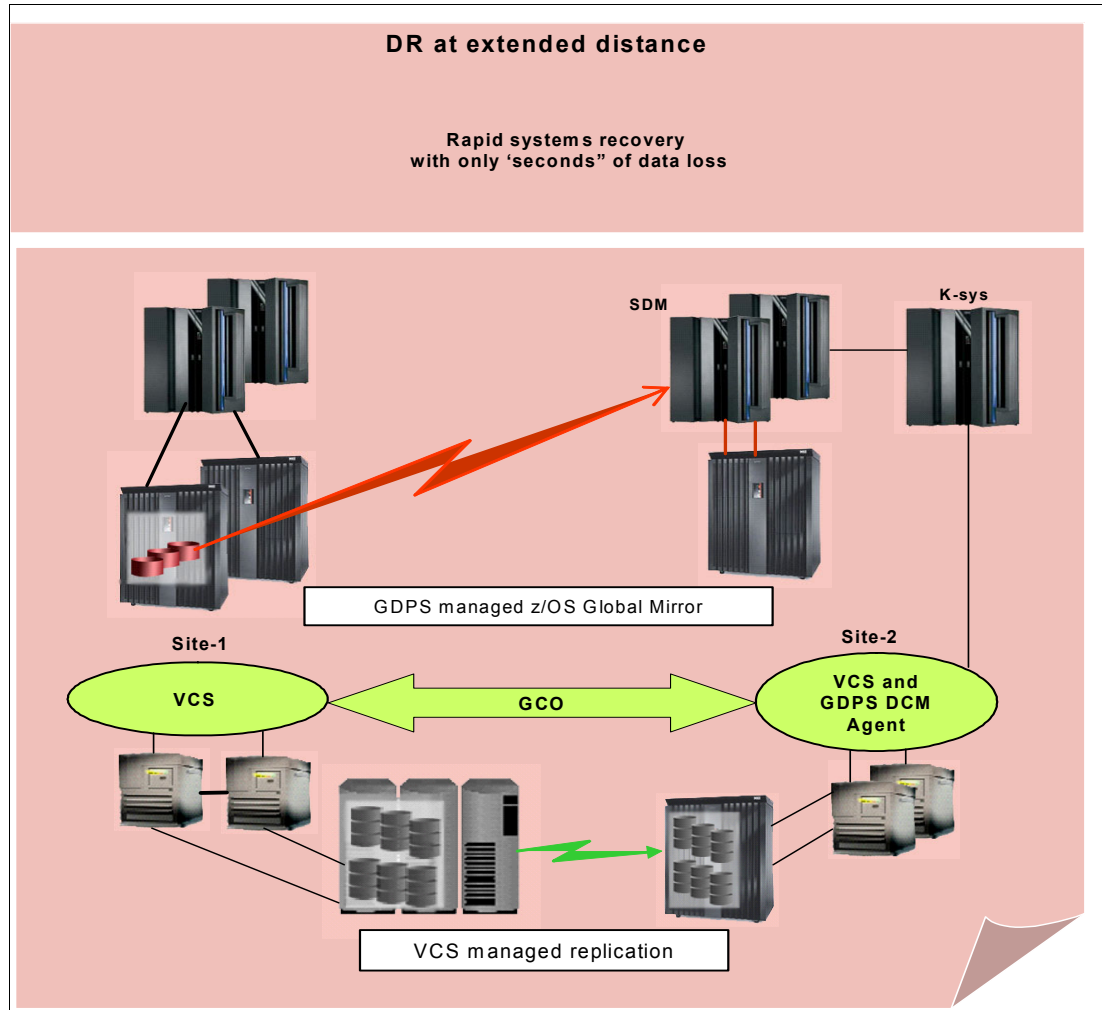 DR at extended distance
Rapid systems recovery
with only ‘seconds” of data loss
SDM
K-sys
GDPS managed z/OS Global Mirror
Site-1
Site-2
VCS
GCO
VCS and
GDPS DCM
Agent
VCS managed replication